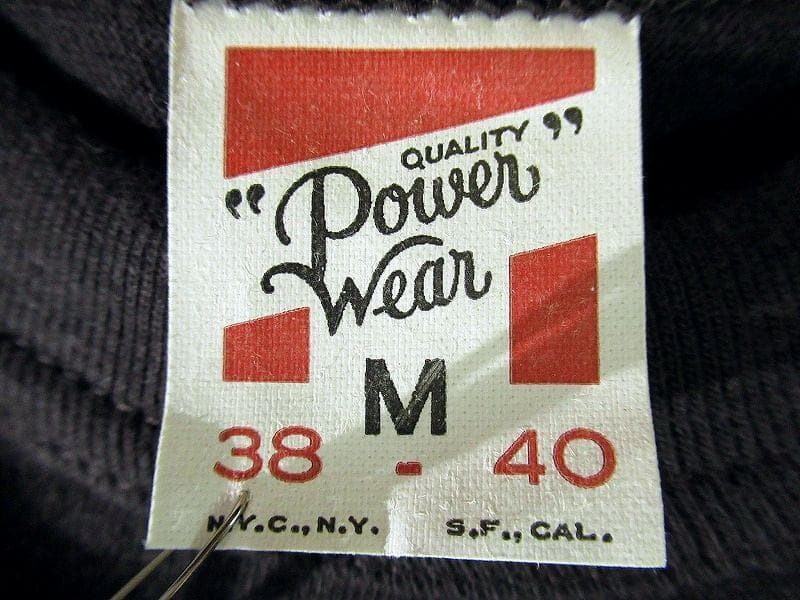 QUALITY
"Power
Wear"
M
38 - 40
N.Y.C., N.Y. S.F., CAL.